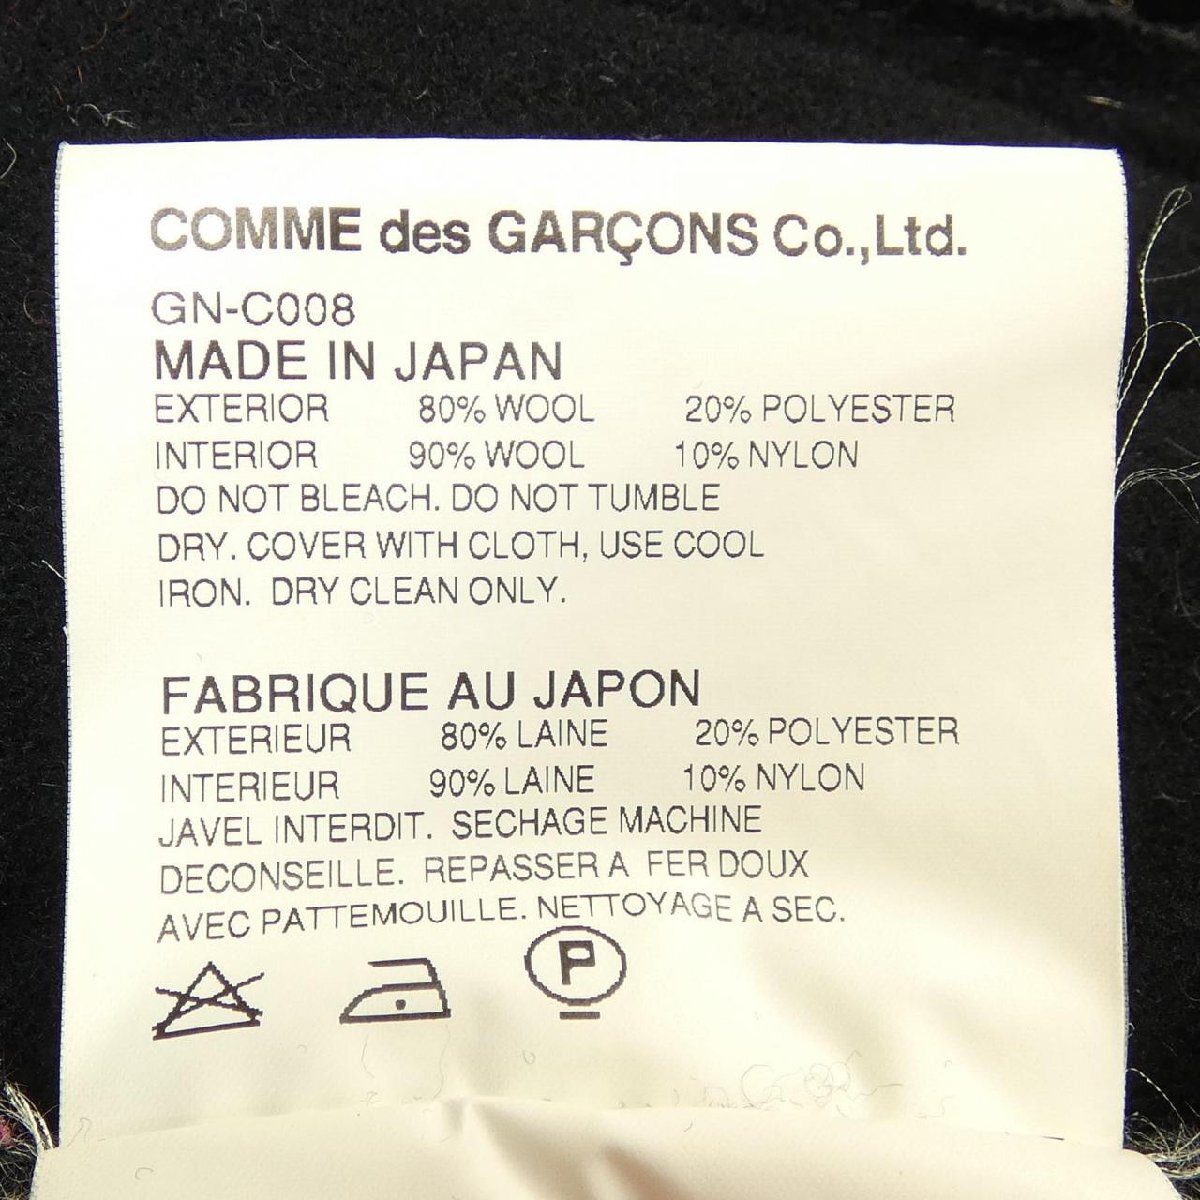 COMME des GARÇONS Co.,Ltd.
GN-C008
MADE IN JAPAN
EXTERIOR 80% WOOL 20% POLYESTER
INTERIOR 90% WOOL 10% NYLON
DO NOT BLEACH. DO NOT TUMBLE
DRY. COVER WITH CLOTH, USE COOL
IRON. DRY CLEAN ONLY.
FABRIQUE AU JAPON
EXTERIEUR 80% LAINE 20% POLYESTER
INTERIEUR 90% LAINE 10% NYLON
JAVEL INTERDIT. SECHAGE MACHINE
DECONSEILLE. REPASSER A FER DOUX
AVEC PATTEMOUILLE. NETTOYAGE A SEC.
P